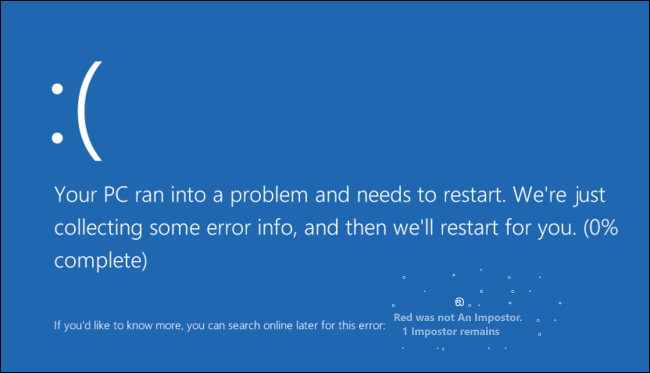 :(
Your PC ran into a problem and needs to restart. We're just
collecting some error info, and then we'll restart for you. (0%
complete)
If you'd like to know more, you can search online later for this error:
ඞ
Red was not An Impostor.
1 Impostor remains